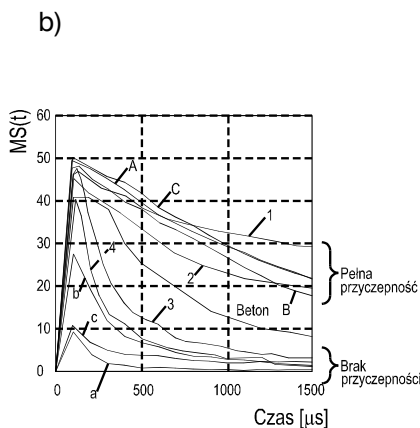 b)
MS(t)
60
50
40
30
20
10
0
0
500
1000
1500
Czas [µs]
A
C
1
2
B
4
b
3
c
a
Beton
Pełna
przyczepność
Brak
przyczepności